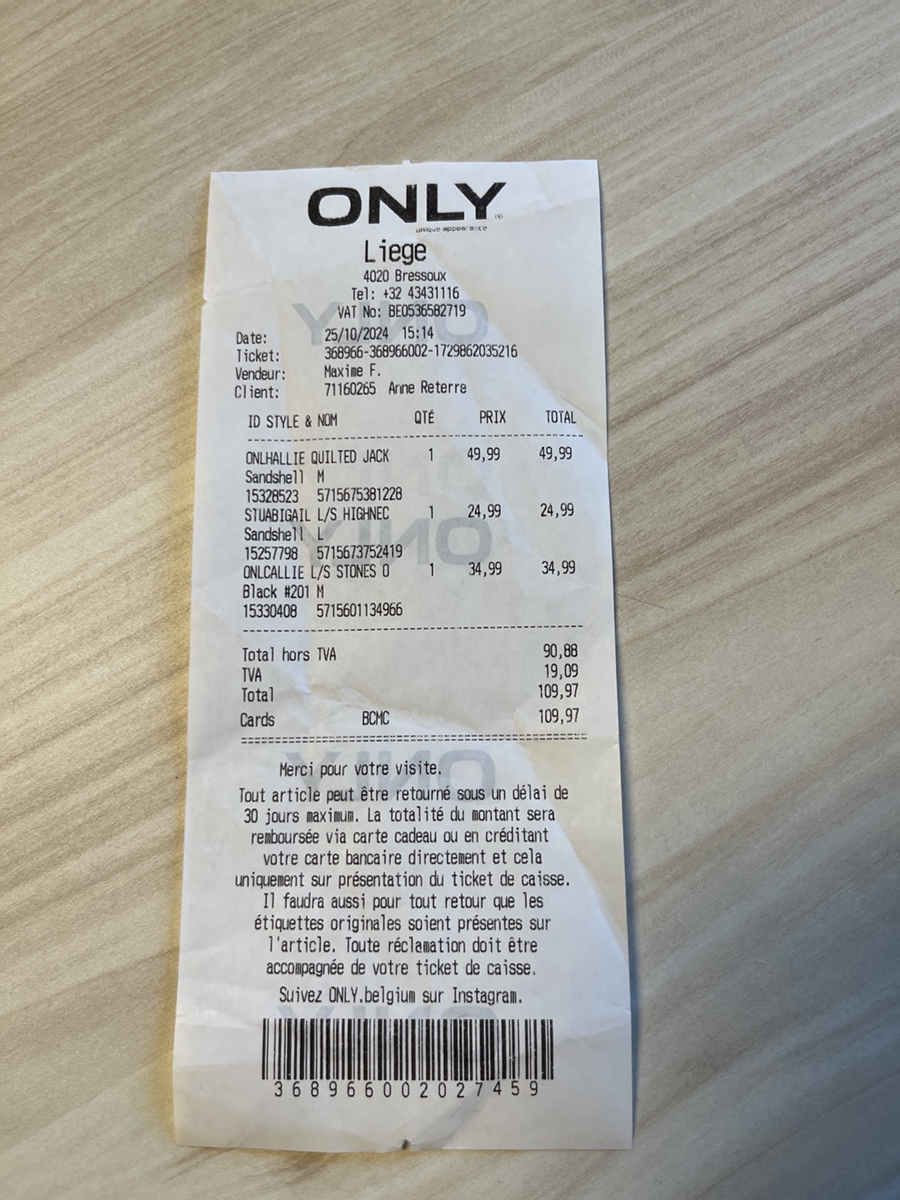 ONLY
unique appearance
Liege
4020 Bressoux
Tel: +32 43431116
VAT No: BE0536582719
Date: 25/10/2024 15:14
Ticket: 368966-368966002-1729862035216
Vendeur: Maxime F.
Client: 71160265 Anne Reterre
ID STYLE & NOM QTÉ PRIX TOTAL
ONLHALLIE QUILTED JACK 1 49,99 49,99
Sandshell M
15328523 5715675381228
STUABIGAIL L/S HIGHNEC 1 24,99 24,99
Sandshell L
15257798 5715673752419
ONLCALLIE L/S STONES O 1 34,99 34,99
Black #201 M
15330408 5715601134966
Total hors TVA 90,88
TVA 19,09
Total 109,97
Cards BCMC 109,97
Merci pour votre visite.
Tout article peut être retourné sous un délai de
30 jours maximum. La totalité du montant sera
remboursée via carte cadeau ou en créditant
votre carte bancaire directement et cela
uniquement sur présentation du ticket de caisse.
Il faudra aussi pour tout retour que les
étiquettes originales soient présentes sur
l'article. Toute réclamation doit être
accompagnée de votre ticket de caisse.
Suivez ONLY.belgium sur Instagram.
368966002027459